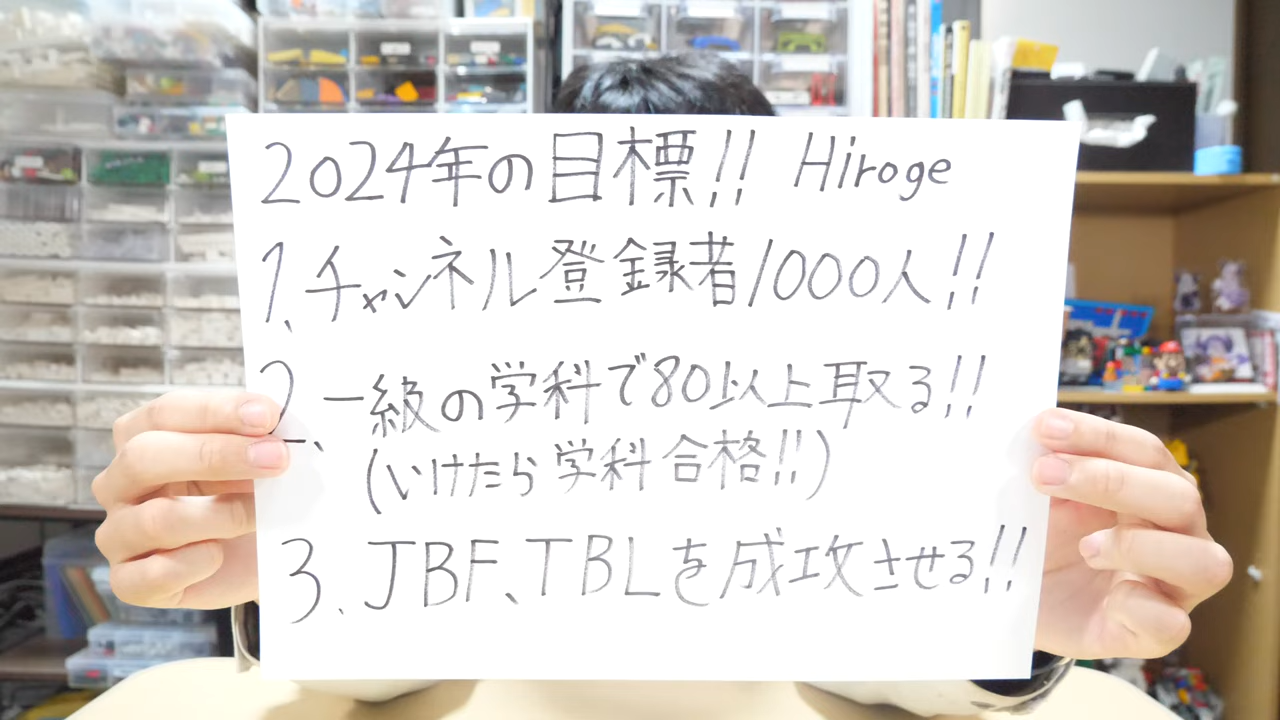 2024年の目標!! Hiroge
1、チャンネル登録者1000人!!
2、一級の学科で80以上取る!!
(いけたら学科合格!!)
3、JBF、TBLを成攻させる!!